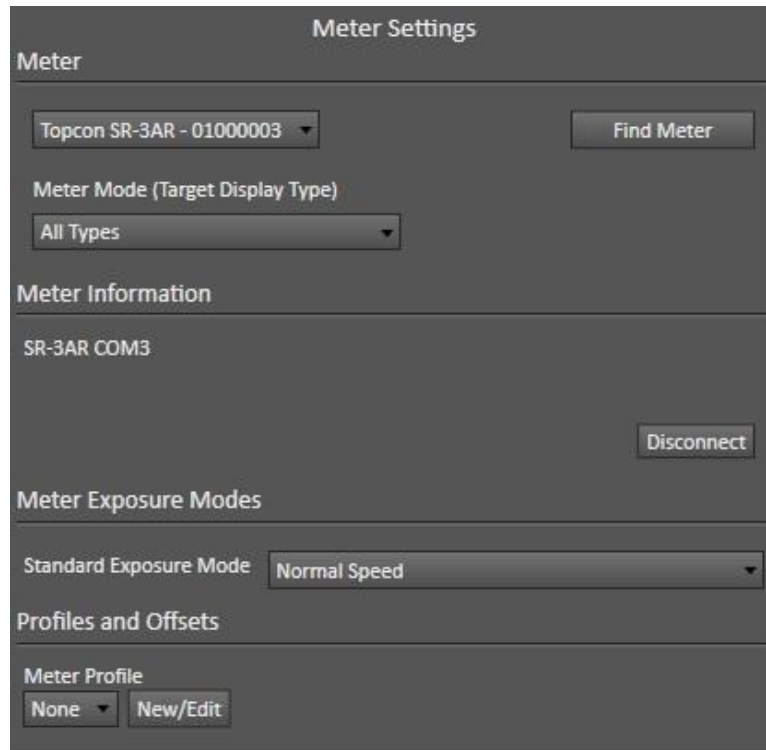 Meter Settings
Meter
Topcon SR-3AR - 01000003
Find Meter
Meter Mode (Target Display Type)
All Types
Meter Information
SR-3AR COM3
Disconnect
Meter Exposure Modes
Standard Exposure Mode Normal Speed
Profiles and Offsets
Meter Profile
None New/Edit